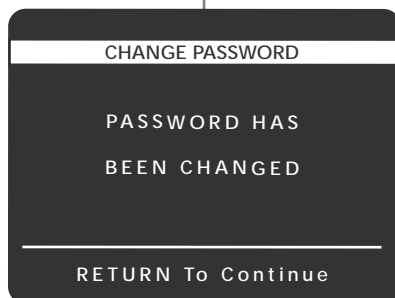 CHANGE PASSWORD
PASSWORD HAS
BEEN CHANGED
RETURN To Continue